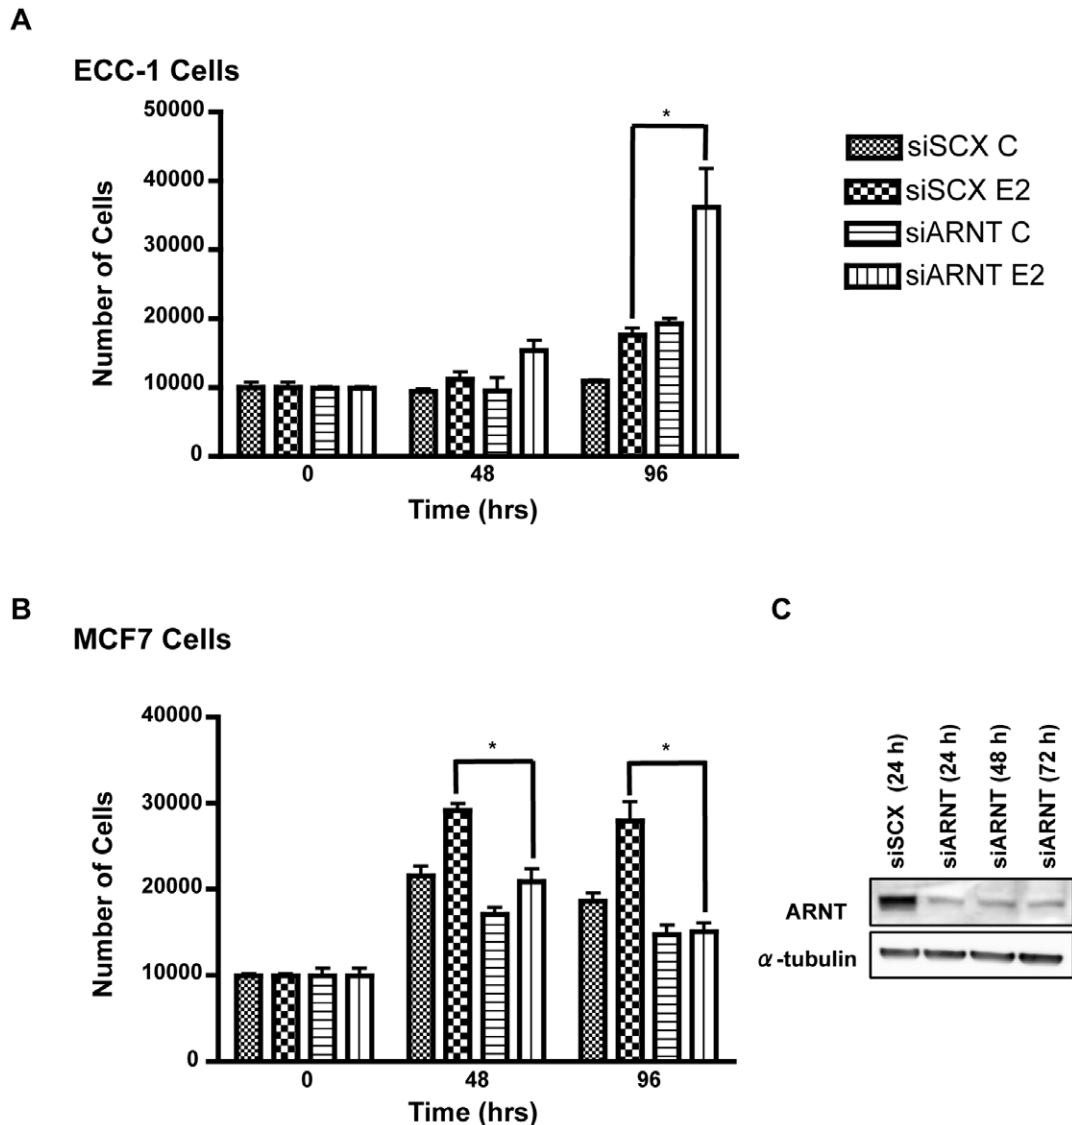 A
ECC-1 Cells
50000
40000
30000
20000
10000
0
Number of Cells
*
0 48 96
Time (hrs)
siSCX C
siSCX E2
siARNT C
siARNT E2
B
MCF7 Cells
40000
30000
20000
10000
0
Number of Cells
* *
0 48 96
Time (hrs)
C
siSCX (24 h)
siARNT (24 h)
siARNT (48 h)
siARNT (72 h)
ARNT
α-tubulin